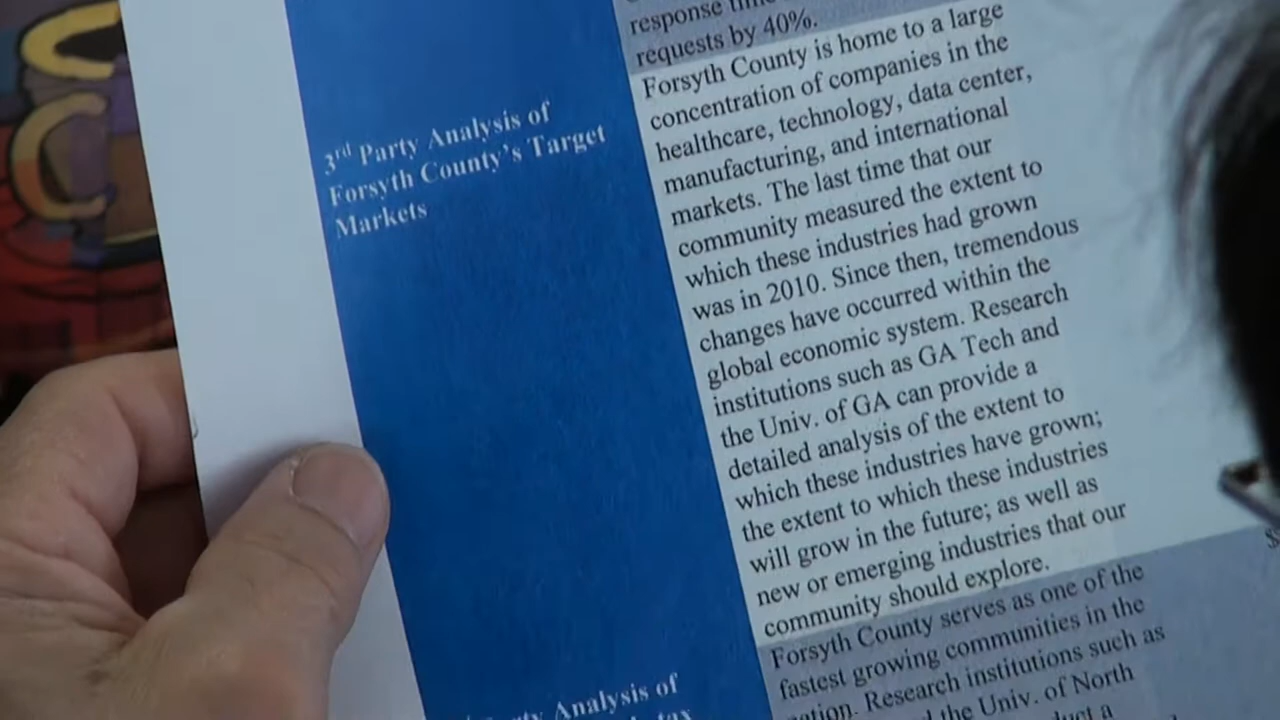 response
requests by 40%.
3rd Party Analysis of
Forsyth County's Target
Markets
Forsyth County is home to a large
concentration of companies in the
healthcare, technology, data center,
manufacturing, and international
markets. The last time that our
community measured the extent to
which these industries had grown
was in 2010. Since then, tremendous
changes have occurred within the
global economic system. Research
institutions such as GA Tech and
the Univ. of GA can provide a
detailed analysis of the extent to
which these industries have grown;
the extent to which these industries
will grow in the future; as well as
new or emerging industries that our
community should explore.
Analysis of
Forsyth County serves as one of the
fastest growing communities in the
Research institutions such as
the Univ. of North
a
$